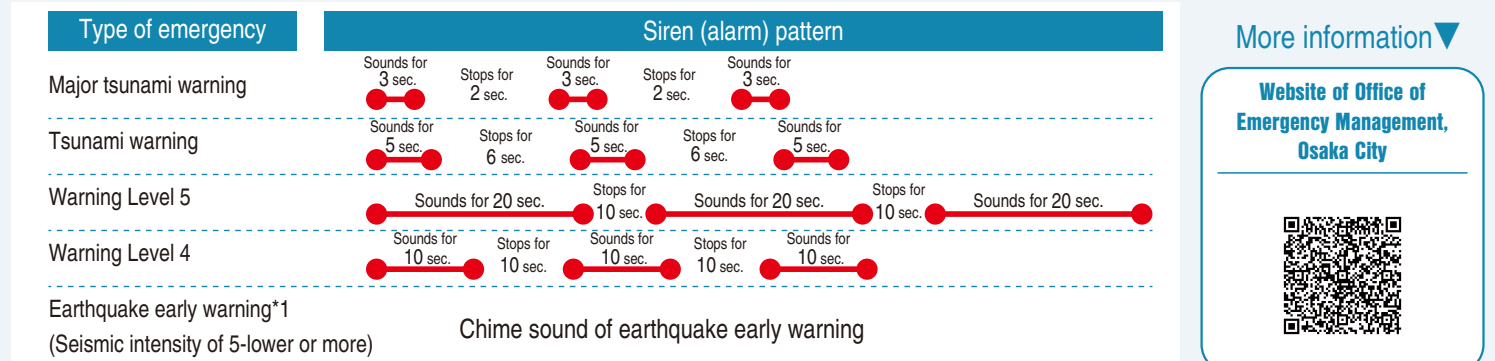 Type of emergency
Siren (alarm) pattern
Major tsunami warning
Sounds for
3 sec.
Stops for
2 sec.
Sounds for
3 sec.
Stops for
2 sec.
Sounds for
3 sec.
Tsunami warning
Sounds for
5 sec.
Stops for
6 sec.
Sounds for
5 sec.
Stops for
6 sec.
Sounds for
5 sec.
Warning Level 5
Sounds for 20 sec.
Stops for
10 sec.
Sounds for 20 sec.
Stops for
10 sec.
Sounds for 20 sec.
Warning Level 4
Sounds for
10 sec.
Stops for
10 sec.
Sounds for
10 sec.
Stops for
10 sec.
Sounds for
10 sec.
Earthquake early warning*1
(Seismic intensity of 5-lower or more)
Chime sound of earthquake early warning
More information▼
Website of Office of
Emergency Management,
Osaka City